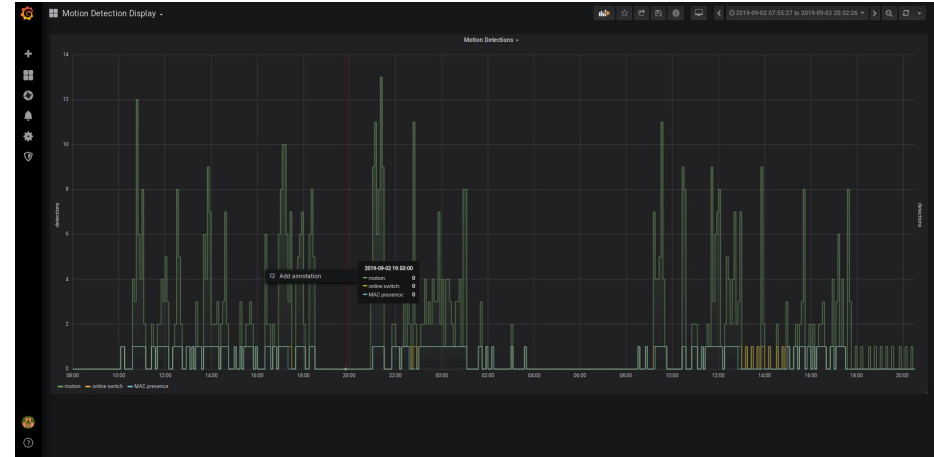 Motion Detection Display
2019-09-02 07:55:27 to 2019-09-03 20:32:26
Motion Detections
14
12
10
8
6
4
2
0
detections
detections
Add annotation
2019-09-02 19:50:00
motion: 0
online switch: 0
MAC presence: 0
08:00 10:00 12:00 14:00 16:00 18:00 20:00 22:00 00:00 02:00 04:00 06:00 08:00 10:00 12:00 14:00 16:00 18:00 20:00
motion online switch MAC presence